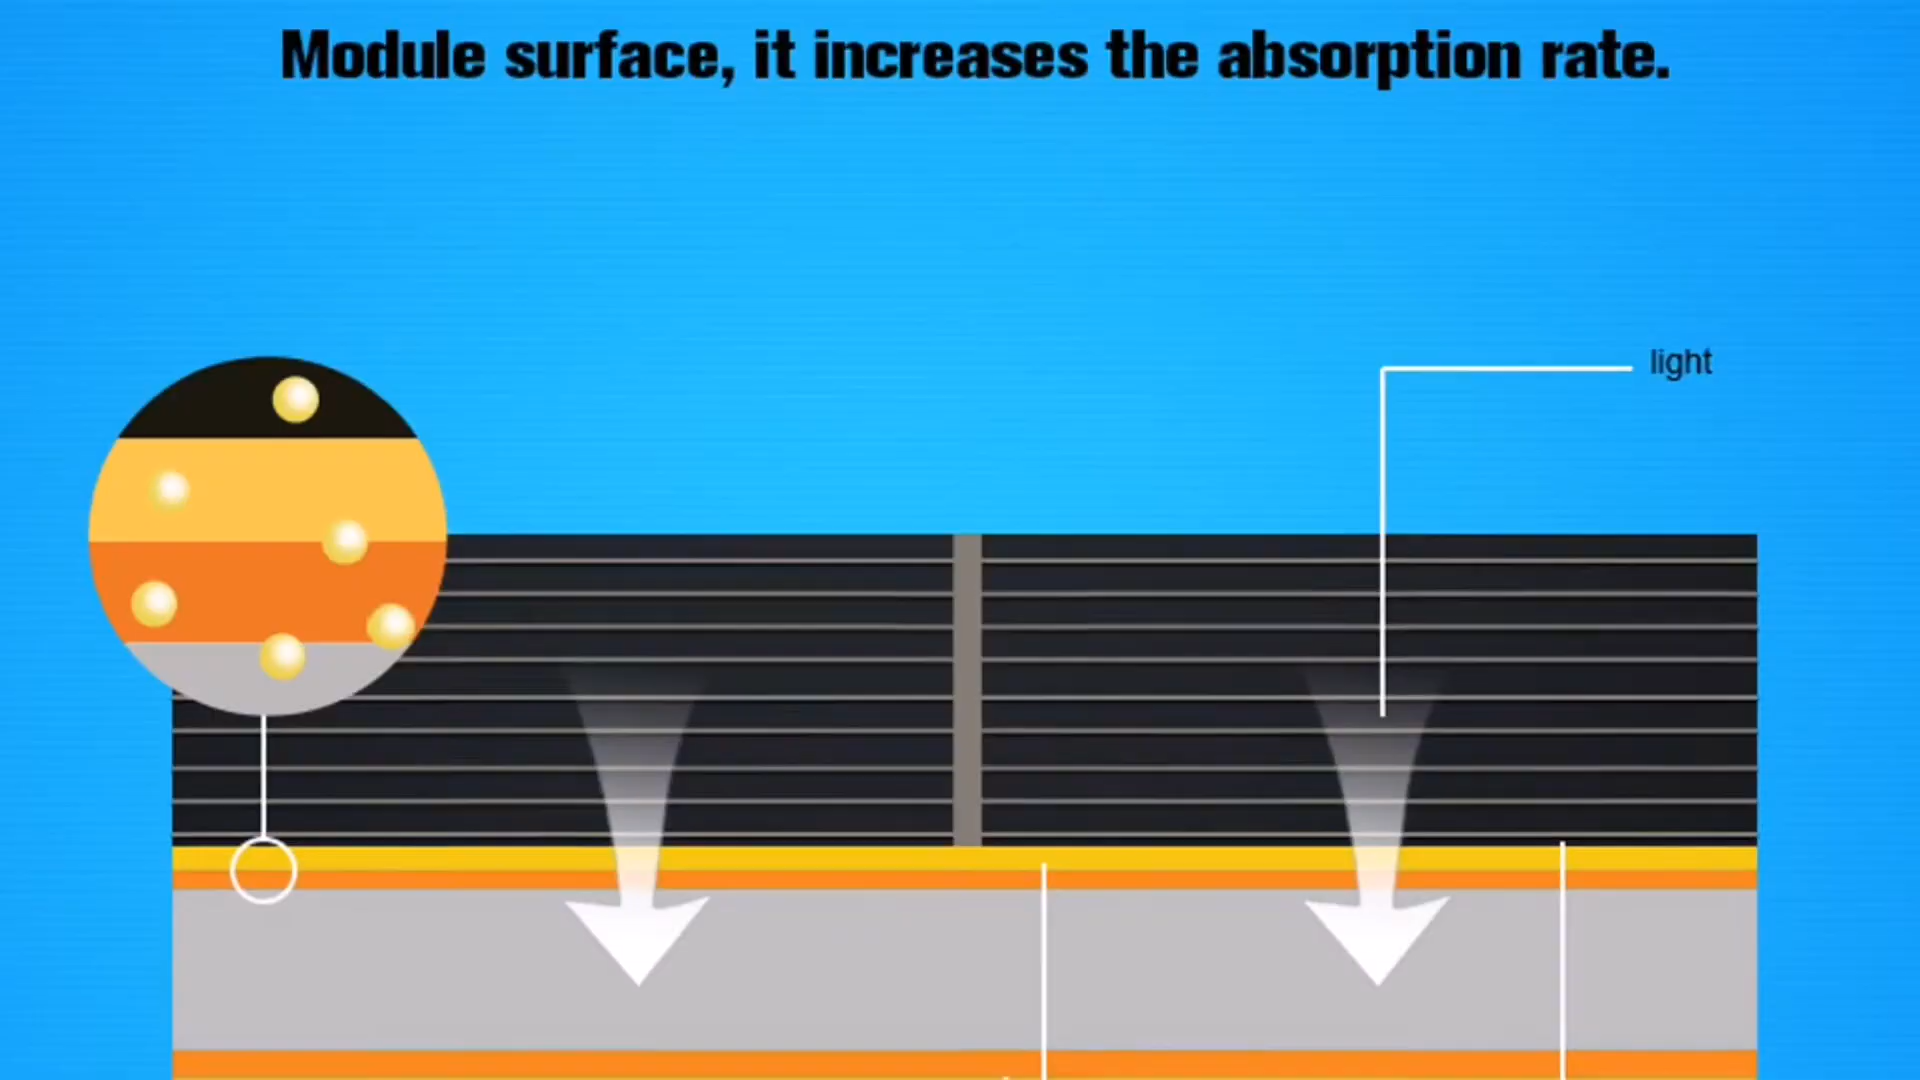 Module surface, it increases the absorption rate.
light